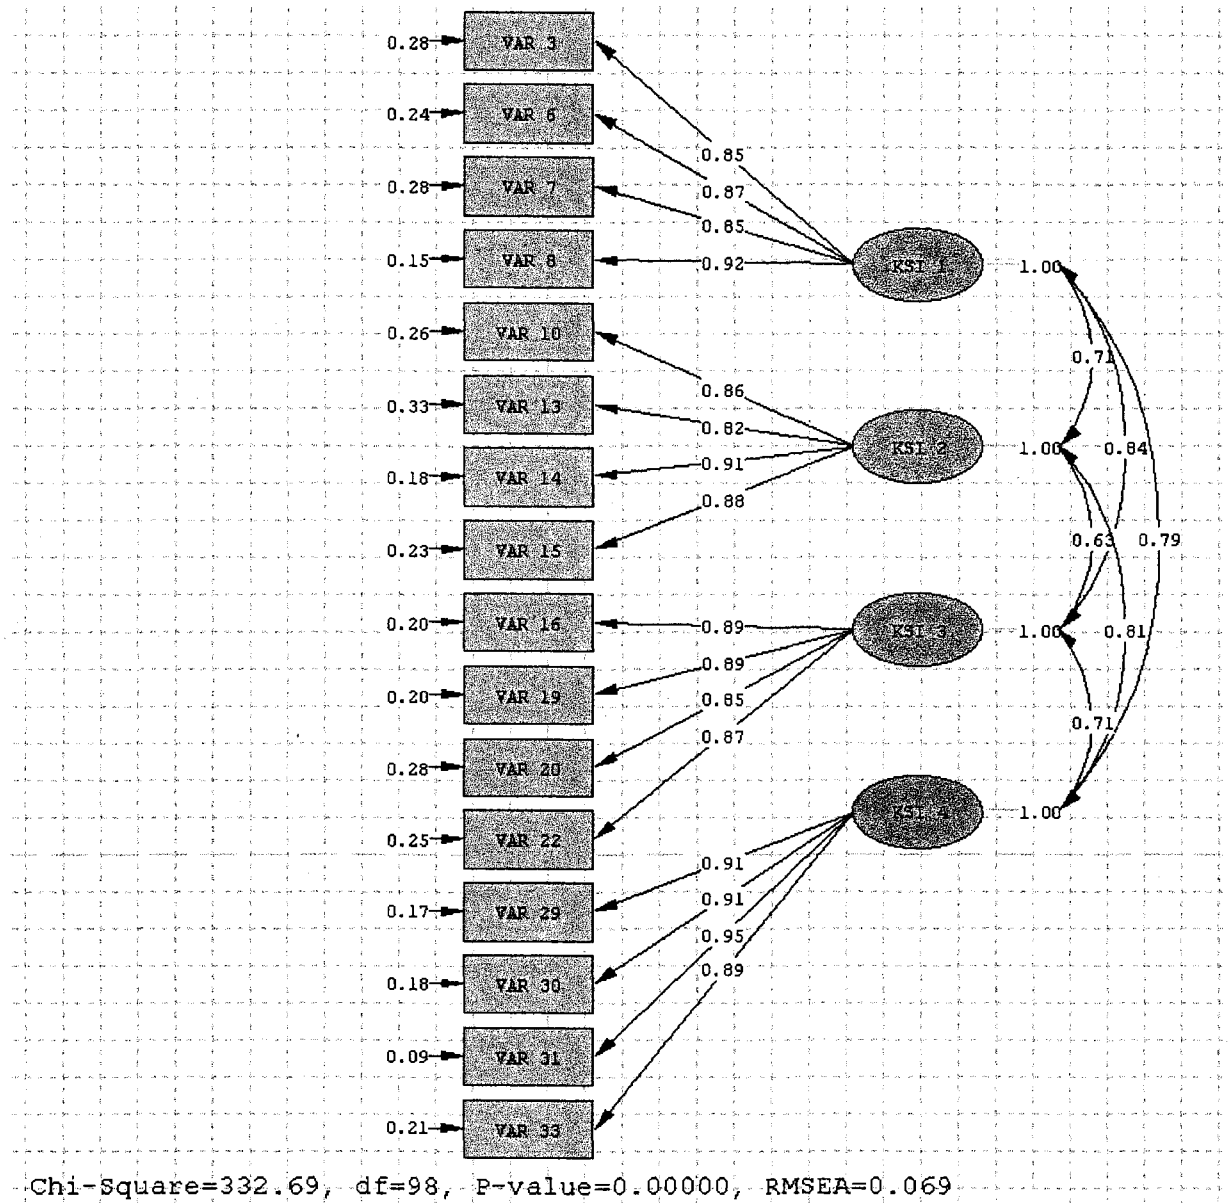 0.28 VAR 3
0.24 VAR 6
0.85
0.28 VAR 7
0.87
0.85
0.15 VAR 8 0.92 KSI 1 1.00
0.26 VAR 10
0.71
0.86
0.33 VAR 13
0.82
KSI 2 1.00 0.84
0.91
0.18 VAR 14
0.88
0.23 VAR 15
0.63 0.79
0.20 VAR 16 0.89 KSI 3 1.00 0.81
0.89
0.20 VAR 19
0.85
0.71
0.87
0.28 VAR 20
KSI 4 1.00
0.25 VAR 22
0.91
0.91
0.17 VAR 29
0.95
0.89
0.18 VAR 30
0.09 VAR 31
0.21 VAR 33
Chi-Square=332.69, df=98, P-value=0.00000, RMSEA=0.069